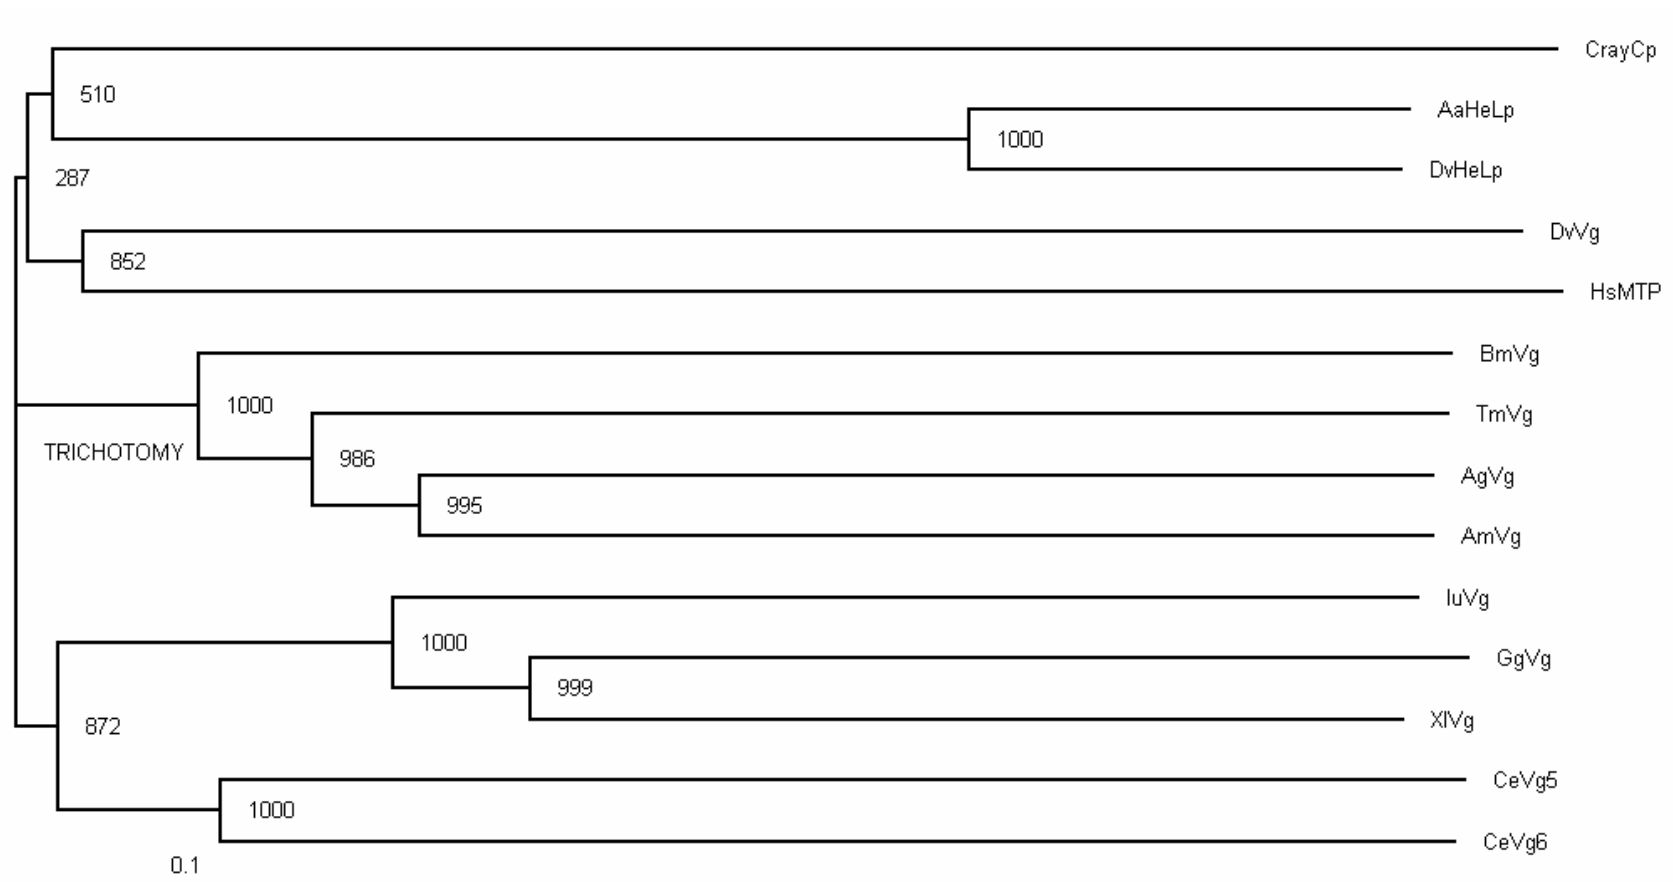 CrayCp
510
AaHeLp
1000
DvHeLp
287
DvVg
852
HsMTP
BmVg
1000
TmVg
TRICHOTOMY
986
AgVg
995
AmVg
IuVg
1000
GgVg
999
XlVg
872
CeVg5
1000
CeVg6
0.1